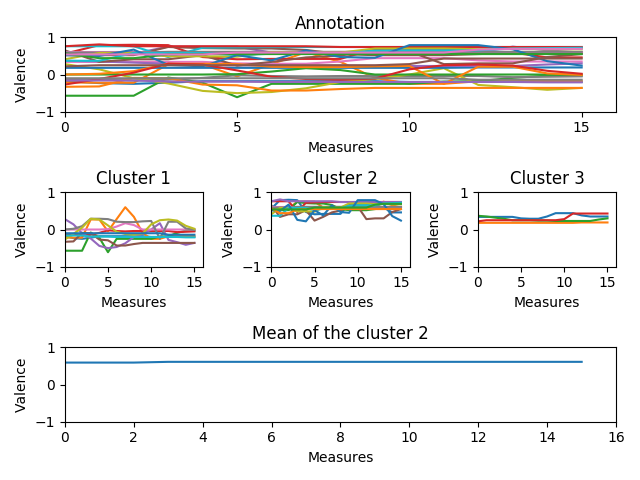 Annotation
Valence
1
0
−1
0 5 10 15
Measures
Cluster 1 Cluster 2 Cluster 3
Valence Valence Valence
1 1 1
0 0 0
−1 −1 −1
0 5 10 15 0 5 10 15 0 5 10 15
Measures Measures Measures
Mean of the cluster 2
Valence
1
0
−1
0 2 4 6 8 10 12 14 16
Measures